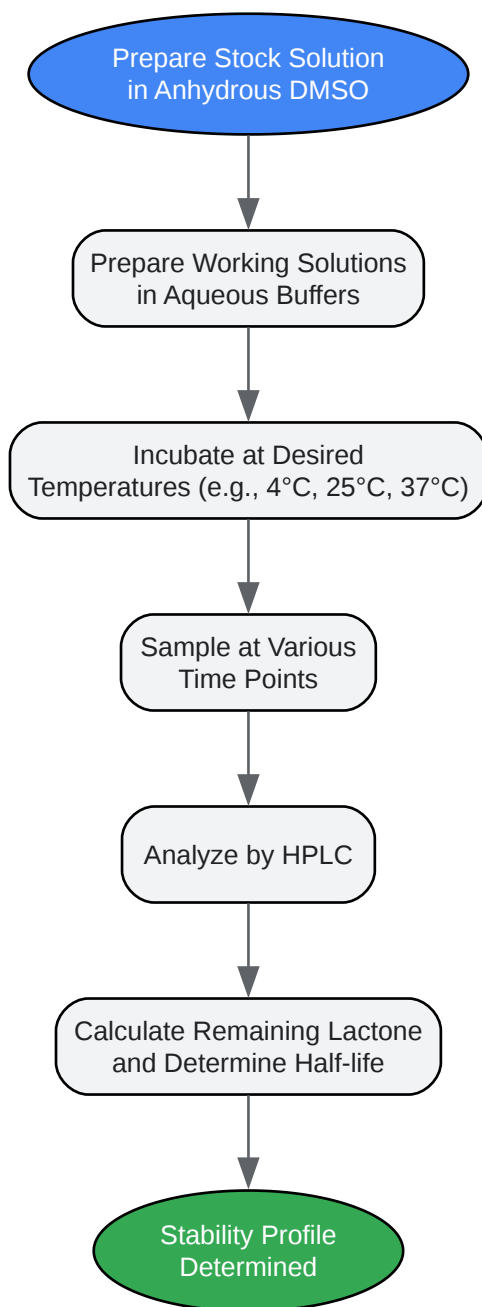 Prepare Stock Solution
in Anhydrous DMSO
Prepare Working Solutions
in Aqueous Buffers
Incubate at Desired
Temperatures (e.g., 4°C, 25°C, 37°C)
Sample at Various
Time Points
Analyze by HPLC
Calculate Remaining Lactone
and Determine Half-life
Stability Profile
Determined